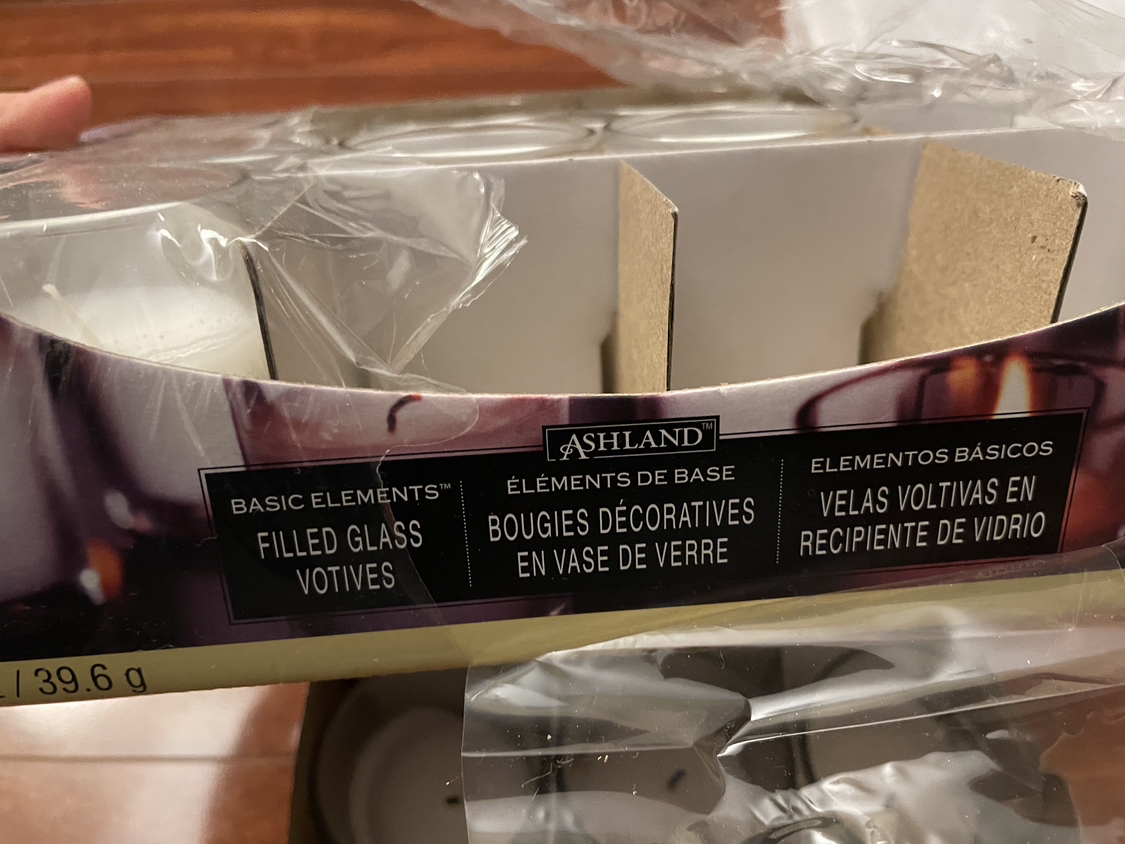 ASHLAND™
BASIC ELEMENTS™
FILLED GLASS
VOTIVES
ÉLÉMENTS DE BASE
BOUGIES DÉCORATIVES
EN VASE DE VERRE
ELEMENTOS BÁSICOS
VELAS VOLTIVAS EN
RECIPIENTE DE VIDRIO
/ 39.6 g